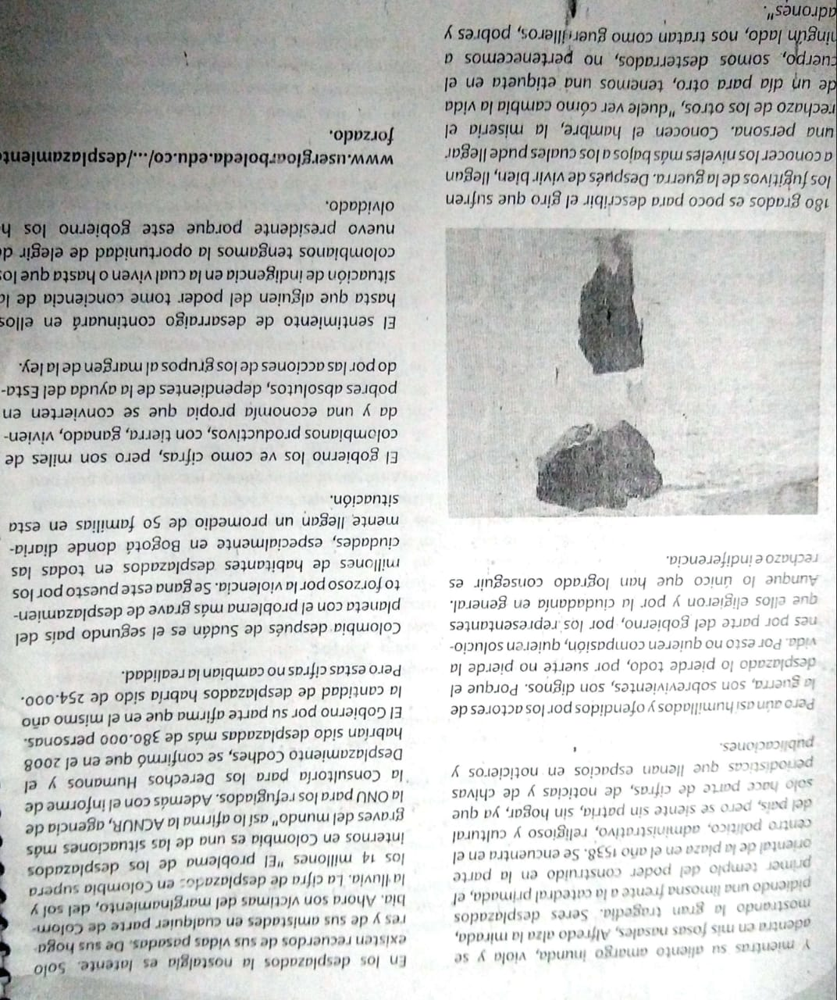 Y mientras su aliento amargo inunda, viola y se
adentra en mis fosas nasales, Alfredo alza la mirada,
mostrando la gran tragedia. Seres desplazados
pidiendo una limosna frente a la catedral primada, el
primer templo del poder construido en la parte
oriental de la plaza en el año 1538. Se encuentra en el
centro político, administrativo, religioso y cultural
del país, pero se siente sin patria, sin hogar, ya que
solo hace parte de cifras, de noticias y de chivas
periodísticas que llenan espacios en noticieros y
publicaciones.
Pero aún así humillados y ofendidos por los actores de
la guerra, son sobrevivientes, son dignos. Porque el
desplazado lo pierde todo, por suerte no pierde la
vida. Por esto no quieren compasión, quieren solucio-
nes por parte del gobierno, por los representantes
que ellos eligieron y por la ciudadanía en general.
Aunque lo único que han logrado conseguir es
rechazo e indiferencia.
180 grados es poco para describir el giro que sufren
los fugitivos de la guerra. Después de vivir bien, llegan
a conocer los niveles más bajos a los cuales pude llegar
una persona. Conocen el hambre, la miseria el
rechazo de los otros, "duele ver cómo cambia la vida
de un día para otro, tenemos una etiqueta en el
cuerpo, somos desterrados, no pertenecemos a
ningún lado, nos tratan como guerrilleros, pobres y
adrones".
En los desplazados la nostalgia es latente. Solo
existen recuerdos de sus vidas pasadas. De sus hoga-
res y de sus amistades en cualquier parte de Colom-
bia. Ahora son víctimas del marginamiento, del sol y
la lluvia. La cifra de desplazados en Colombia supera
los 14 millones "El problema de los desplazados
internos en Colombia es una de las situaciones más
graves del mundo" así lo afirma la ACNUR, agencia de
la ONU para los refugiados. Además con el informe de
la Consultoría para los Derechos Humanos y el
Desplazamiento Codhes, se confirmó que en el 2008
habrían sido desplazadas más de 380.000 personas.
El Gobierno por su parte afirma que en el mismo año
la cantidad de desplazados habría sido de 254.000.
Pero estas cifras no cambian la realidad.
Colombia después de Sudán es el segundo país del
planeta con el problema más grave de desplazamien-
to forzoso por la violencia. Se gana este puesto por los
millones de habitantes desplazados en todas las
ciudades, especialmente en Bogotá donde diaria-
mente llegan un promedio de 50 familias en esta
situación.
El gobierno los ve como cifras, pero son miles de
colombianos productivos, con tierra, ganado, vivien-
da y una economía propia que se convierten en
pobres absolutos, dependientes de la ayuda del Esta-
do por las acciones de los grupos al margen de la ley.
El sentimiento de desarraigo continuará en ellos
hasta que alguien del poder tome conciencia de la
situación de indigencia en la cual viven o hasta que los
colombianos tengamos la oportunidad de elegir d
nuevo presidente porque este gobierno los h
olvidado.
www.usergioarboleda.edu.co/.../desplazamiento
forzado.